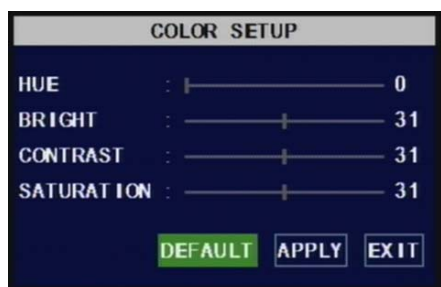 COLOR SETUP
HUE : 0
BRIGHT : 31
CONTRAST : 31
SATURATION : 31
DEFAULT APPLY EXIT